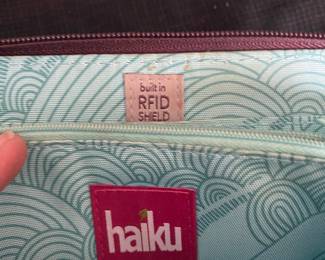 built in
RFID
SHIELD
haiku